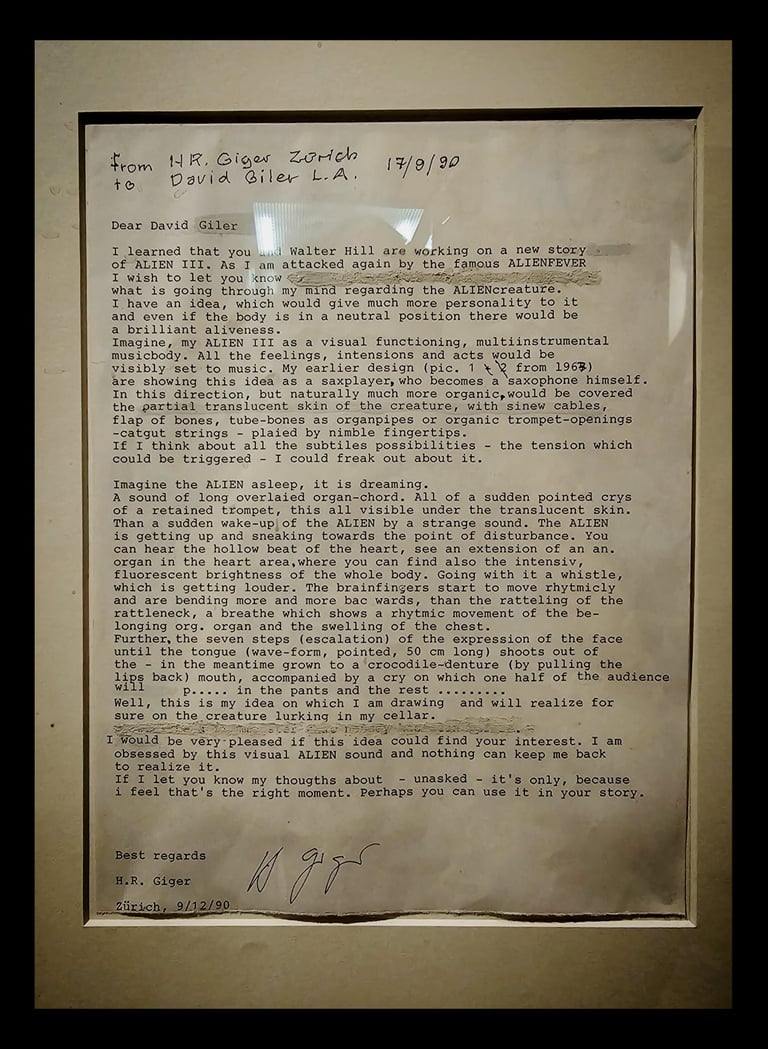 from HR. Giger Zürich 17/9/90
to David Giler L.A.
Dear David Giler
I learned that you and Walter Hill are working on a new story
of ALIEN III. As I am attacked again by the famous ALIENFEVER
I wish to let you know
what is going through my mind regarding the ALIENcreature.
I have an idea, which would give much more personality to it
and even if the body is in a neutral position there would be
a brilliant aliveness.
Imagine, my ALIEN III as a visual functioning, multiinstrumental
musicbody. All the feelings, intensions and acts would be
visibly set to music. My earlier design (pic. 1 + 2 from 1967)
are showing this idea as a saxplayer, who becomes a saxophone himself.
In this direction, but naturally much more organic, would be covered
the partial translucent skin of the creature, with sinew cables,
flap of bones, tube-bones as organpipes or organic trompet-openings
-catgut strings - plaied by nimble fingertips.
If I think about all the subtiles possibilities - the tension which
could be triggered - I could freak out about it.
Imagine the ALIEN asleep, it is dreaming.
A sound of long overlaied organ-chord. All of a sudden pointed crys
of a retained trompet, this all visible under the translucent skin.
Than a sudden wake-up of the ALIEN by a strange sound. The ALIEN
is getting up and sneaking towards the point of disturbance. You
can hear the hollow beat of the heart, see an extension of an an.
organ in the heart area, where you can find also the intensiv,
fluorescent brightness of the whole body. Going with it a whistle,
which is getting louder. The brainfingers start to move rhytmicly
and are bending more and more bac wards, than the ratteling of the
rattleneck, a breathe which shows a rhytmic movement of the be-
longing org. organ and the swelling of the chest.
Further, the seven steps (escalation) of the expression of the face
until the tongue (wave-form, pointed, 50 cm long) shoots out of
the - in the meantime grown to a crocodile-denture (by pulling the
lips back) mouth, accompanied by a cry on which one half of the audience
will p..... in the pants and the rest .........
Well, this is my idea on which I am drawing and will realize for
sure on the creature lurking in my cellar.
I would be very pleased if this idea could find your interest. I am
obsessed by this visual ALIEN sound and nothing can keep me back
to realize it.
If I let you know my thougths about - unasked - it's only, because
i feel that's the right moment. Perhaps you can use it in your story.
Best regards
H.R. Giger
Zürich, 9/12/90